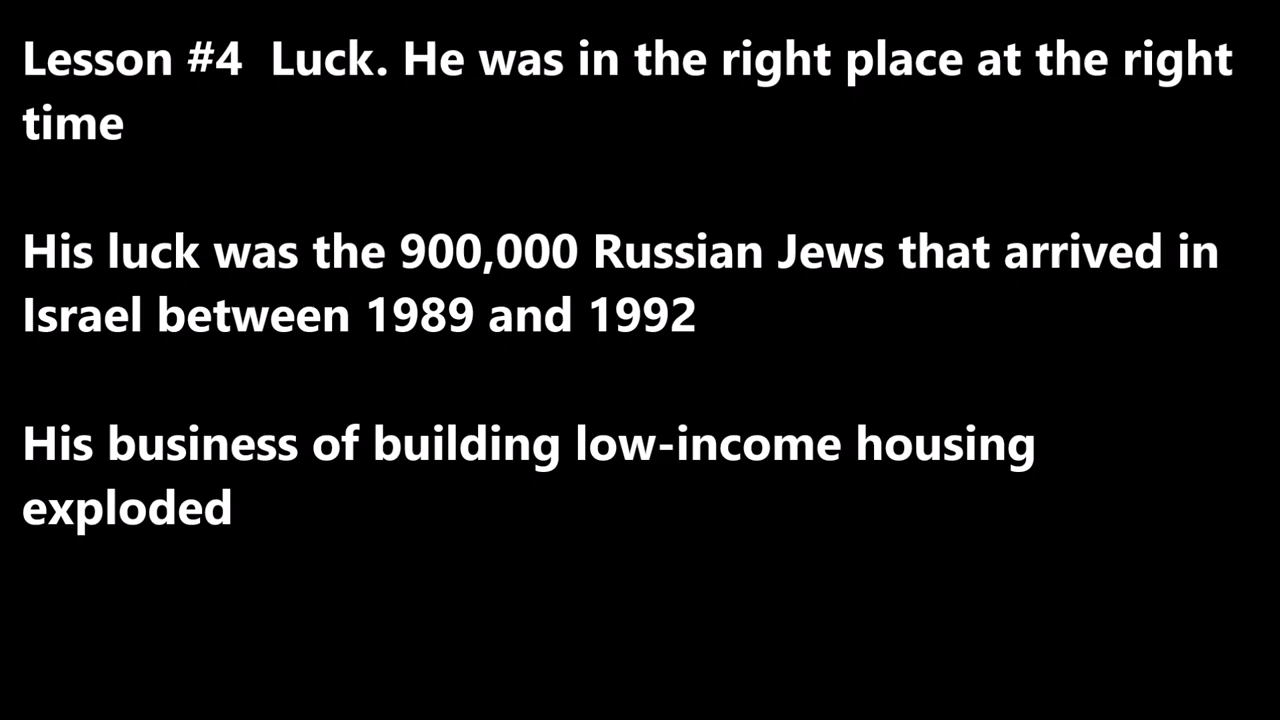 Lesson #4  Luck. He was in the right place at the right
time
His luck was the 900,000 Russian Jews that arrived in
Israel between 1989 and 1992
His business of building low-income housing
exploded